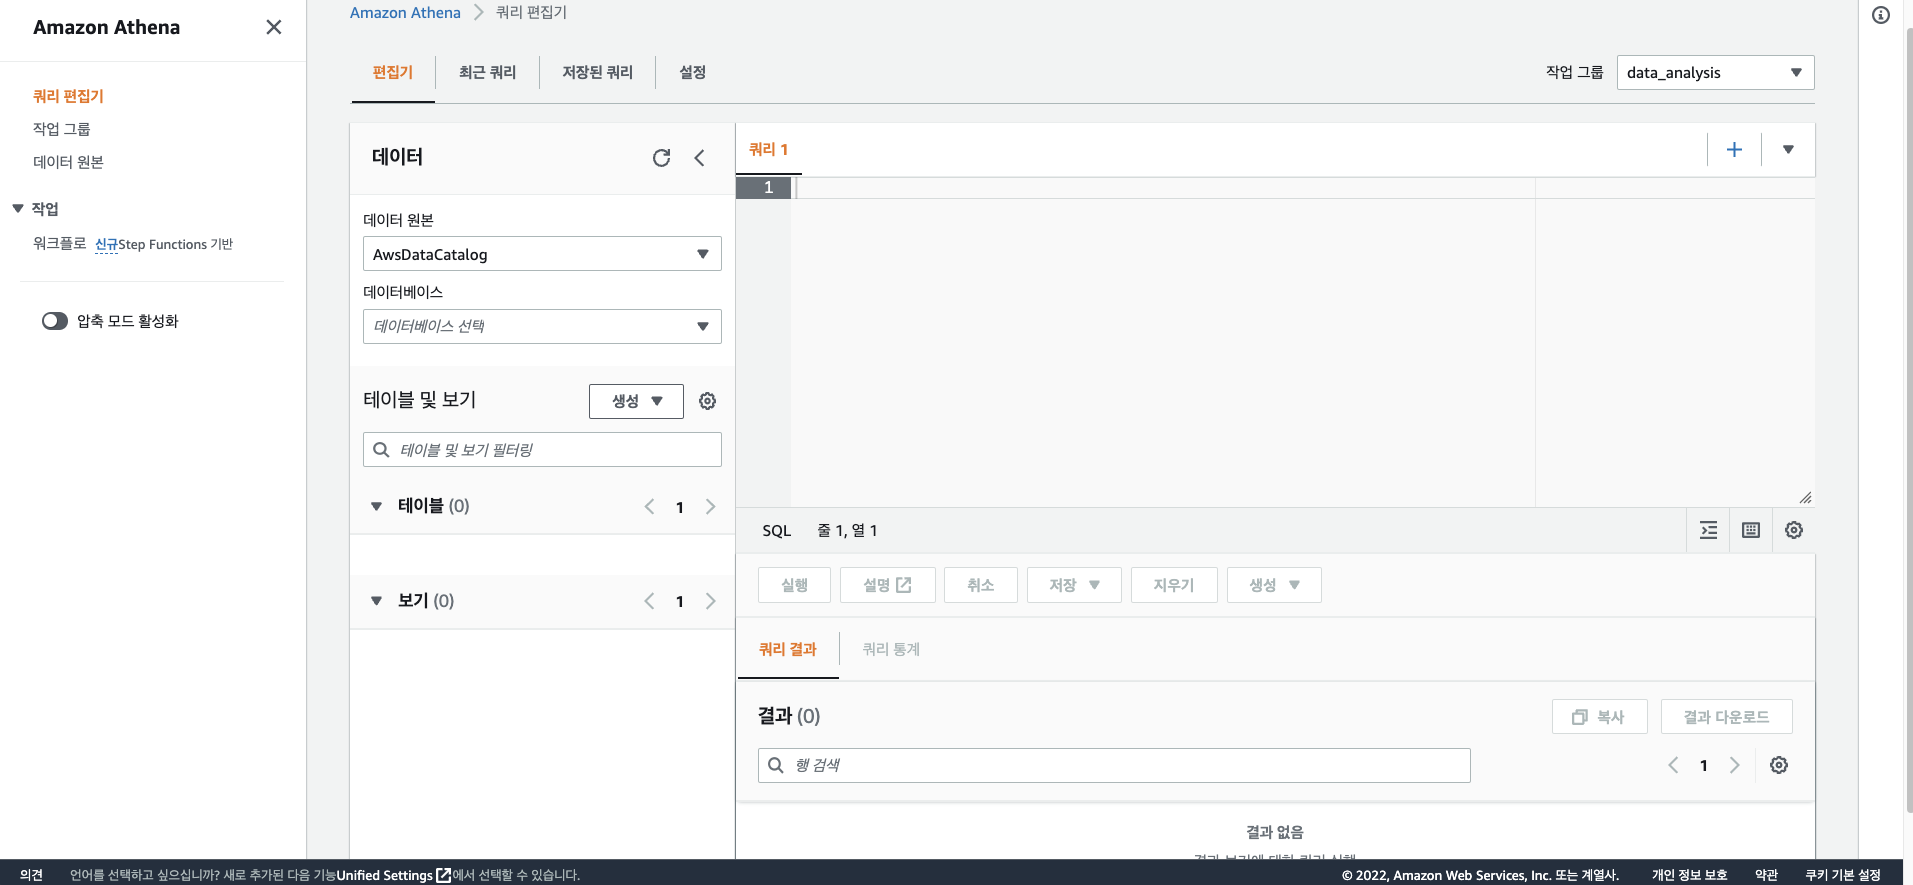 Amazon Athena
쿼리 편집기
작업 그룹
데이터 원본
작업
워크플로 신규Step Functions 기반
압축 모드 활성화
Amazon Athena 쿼리 편집기
편집기 최근 쿼리 저장된 쿼리 설정
작업 그룹 data_analysis
데이터
데이터 원본
AwsDataCatalog
데이터베이스
데이터베이스 선택
테이블 및 보기 생성
테이블 및 보기 필터링
테이블 (0) 1
보기 (0) 1
쿼리 1
1
SQL 줄 1, 열 1
실행 설명 취소 저장 지우기 생성
쿼리 결과 쿼리 통계
결과 (0) 복사 결과 다운로드
행 검색 1
결과 없음
의견 언어를 선택하고 싶으십니까? 새로 추가된 다음 기능Unified Settings에서 선택할 수 있습니다. © 2022, Amazon Web Services, Inc. 또는 계열사. 개인 정보 보호 약관 쿠키 기본 설정